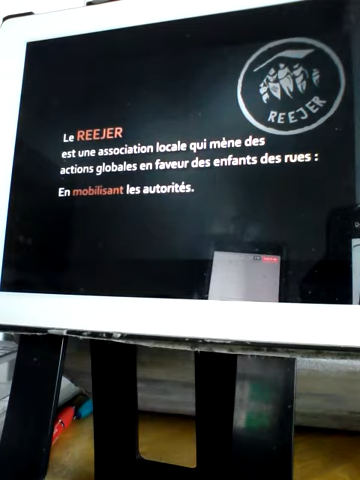 REEJER
Le REEJER
est une association locale qui mène des
actions globales en faveur des enfants des rues :
En mobilisant les autorités.